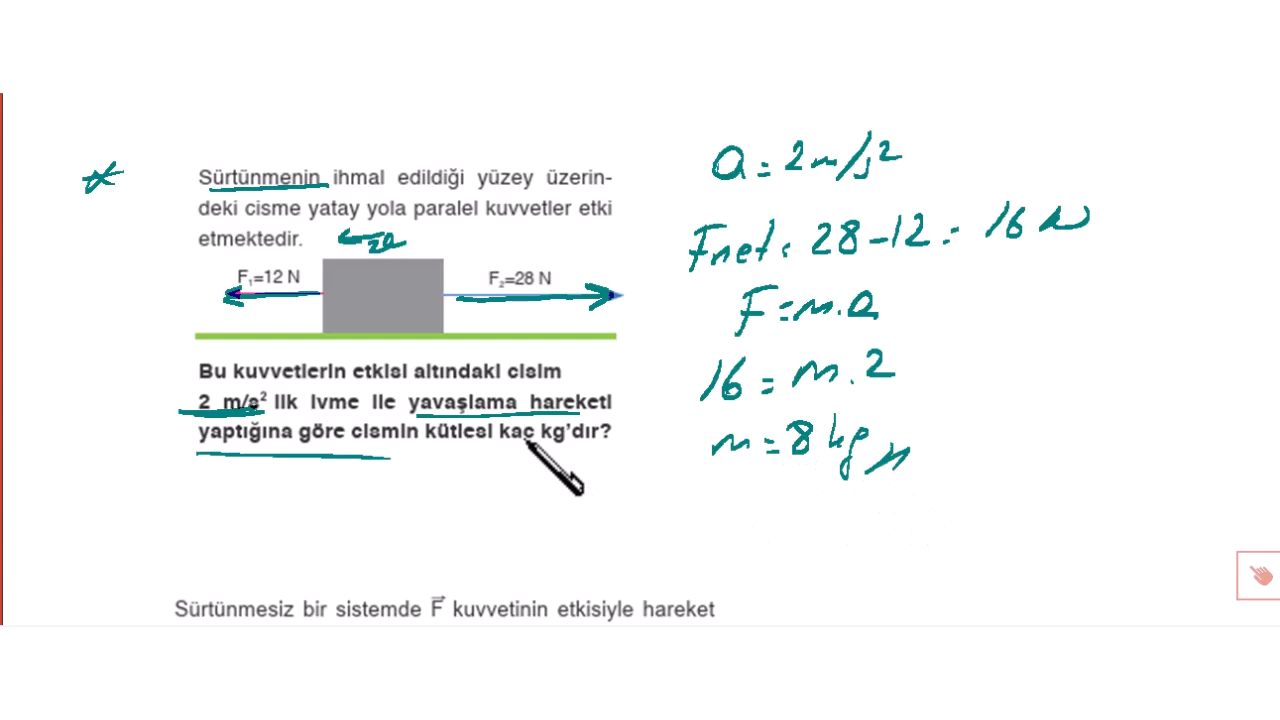 Sürtünmenin ihmal edildiği yüzey üzerin-
deki cisme yatay yola paralel kuvvetler etki
etmektedir.
F₁=12 N
F₂=28 N
Bu kuvvetlerin etkisi altındaki cisim
2 m/s² lik ivme ile yavaşlama hareketi
yaptığına göre cismin kütlesi kaç kg'dır?
a = 2m/s²
Fnet = 28 - 12 = 16 N
F = m.a
16 = m.2
m = 8 kg
Sürtünmesiz bir sistemde F⃗ kuvvetinin etkisiyle hareket